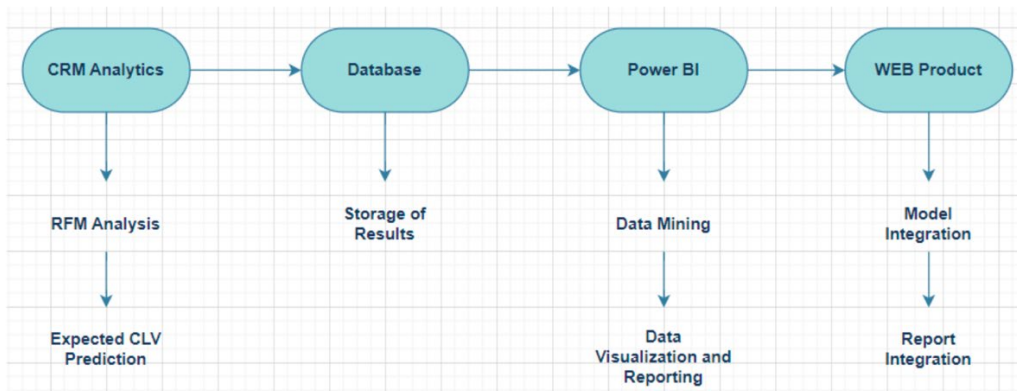 CRM Analytics
Database
Power BI
WEB Product
RFM Analysis
Storage of
Results
Data Mining
Model
Integration
Expected CLV
Prediction
Data
Visualization and
Reporting
Report
Integration